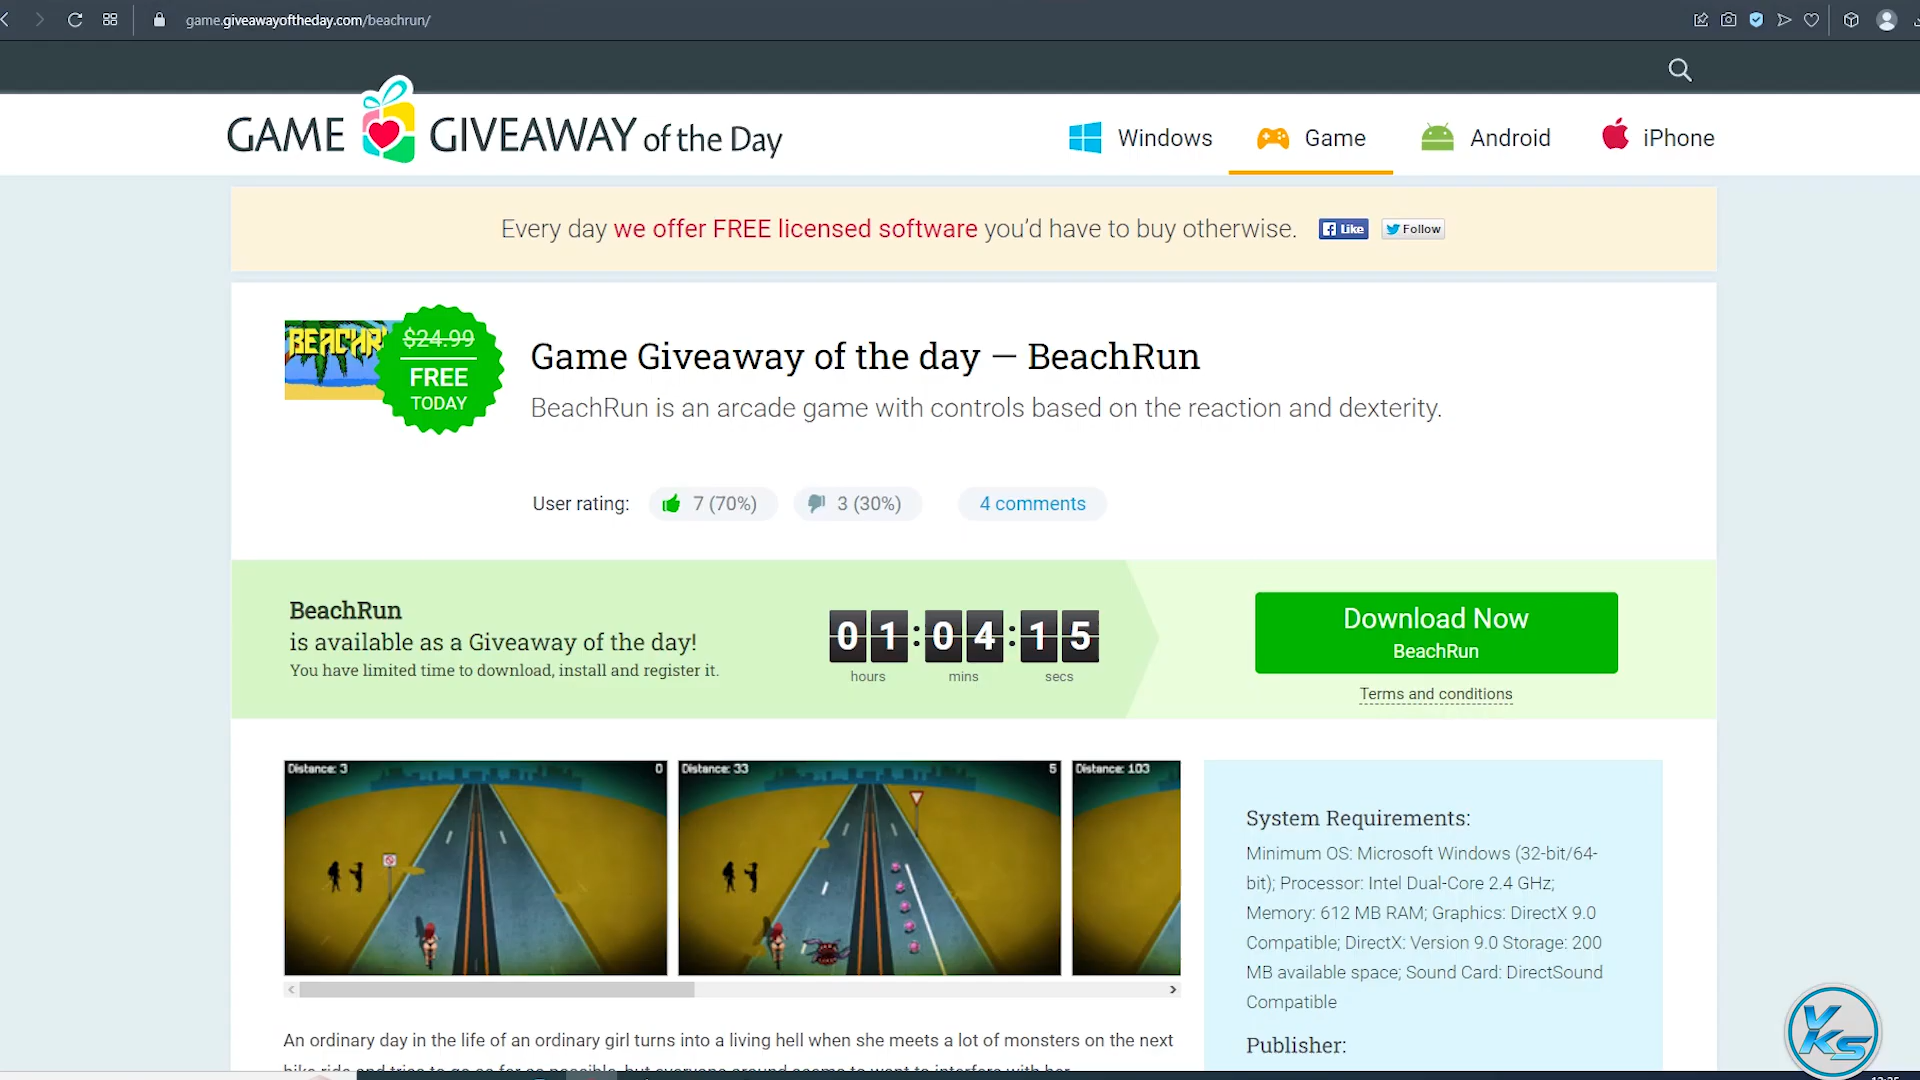 game.giveawayoftheday.com/beachrun/
GAME GIVEAWAY of the Day
Windows
Game
Android
iPhone
Every day we offer FREE licensed software you'd have to buy otherwise.
Like
Follow
BEACHR
$24.99
FREE
TODAY
Game Giveaway of the day — BeachRun
BeachRun is an arcade game with controls based on the reaction and dexterity.
User rating:
7 (70%)
3 (30%)
4 comments
BeachRun
is available as a Giveaway of the day!
You have limited time to download, install and register it.
01:04:15
hours mins secs
Download Now
BeachRun
Terms and conditions
Distance: 3 0
Distance: 33 5
Distance: 103
System Requirements:
Minimum OS: Microsoft Windows (32-bit/64-
bit); Processor: Intel Dual-Core 2.4 GHz;
Memory: 612 MB RAM; Graphics: DirectX 9.0
Compatible; DirectX: Version 9.0 Storage: 200
MB available space; Sound Card: DirectSound
Compatible
Publisher:
An ordinary day in the life of an ordinary girl turns into a living hell when she meets a lot of monsters on the next
VKS